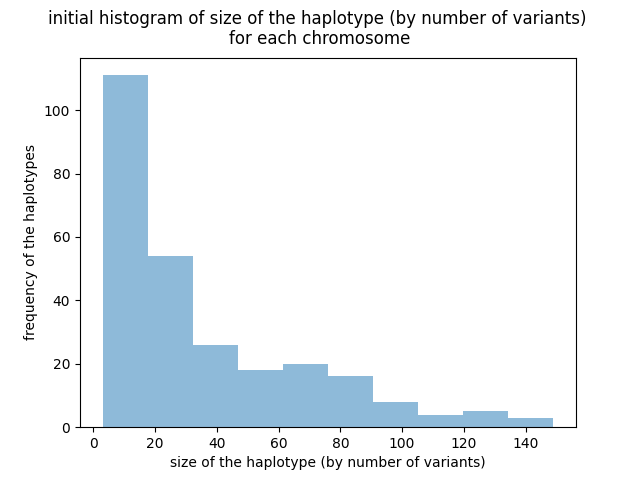 initial histogram of size of the haplotype (by number of variants)
for each chromosome
frequency of the haplotypes
100
80
60
40
20
0
0 20 40 60 80 100 120 140
size of the haplotype (by number of variants)